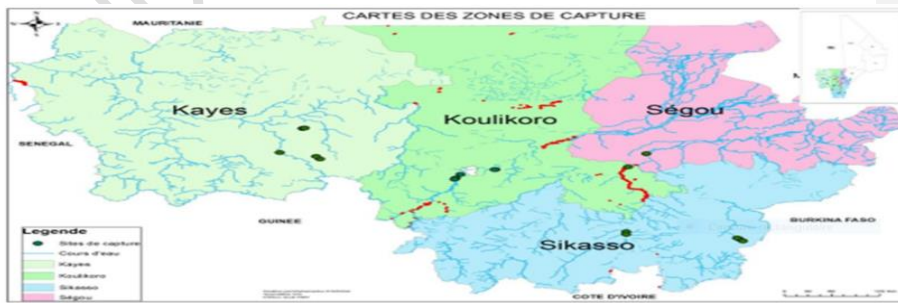 CARTES DES ZONES DE CAPTURE
MAURITANIE
Kayes
Koulikoro
Ségou
SENEGAL
GUINEE
BURKINA FASO
Sikasso
COTE D'IVOIRE
Legende
Sites de capture
Cours d'eau
Kayes
Koulikoro
Sikasso
Ségou